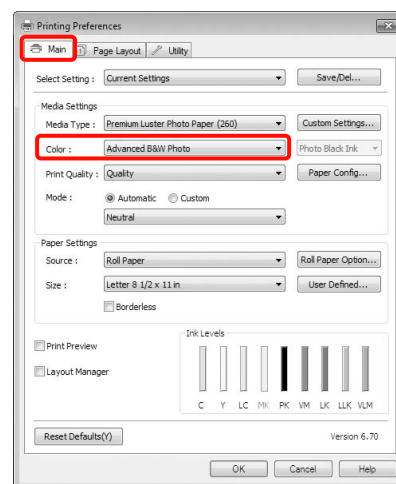 Printing Preferences
Main Page Layout Utility
Select Setting : Current Settings Save/Del...
Media Settings
Media Type : Premium Luster Photo Paper (260) Custom Settings...
Color : Advanced B&W Photo Photo Black Ink
Print Quality : Quality Paper Config...
Mode : Automatic Custom
Neutral
Paper Settings
Source : Roll Paper Roll Paper Option...
Size : Letter 8 1/2 x 11 in User Defined...
Borderless
Ink Levels
Print Preview
Layout Manager
C Y LC MK PK VM LK LLK VLM
Reset Defaults(Y) Version 6.70
OK Cancel Help